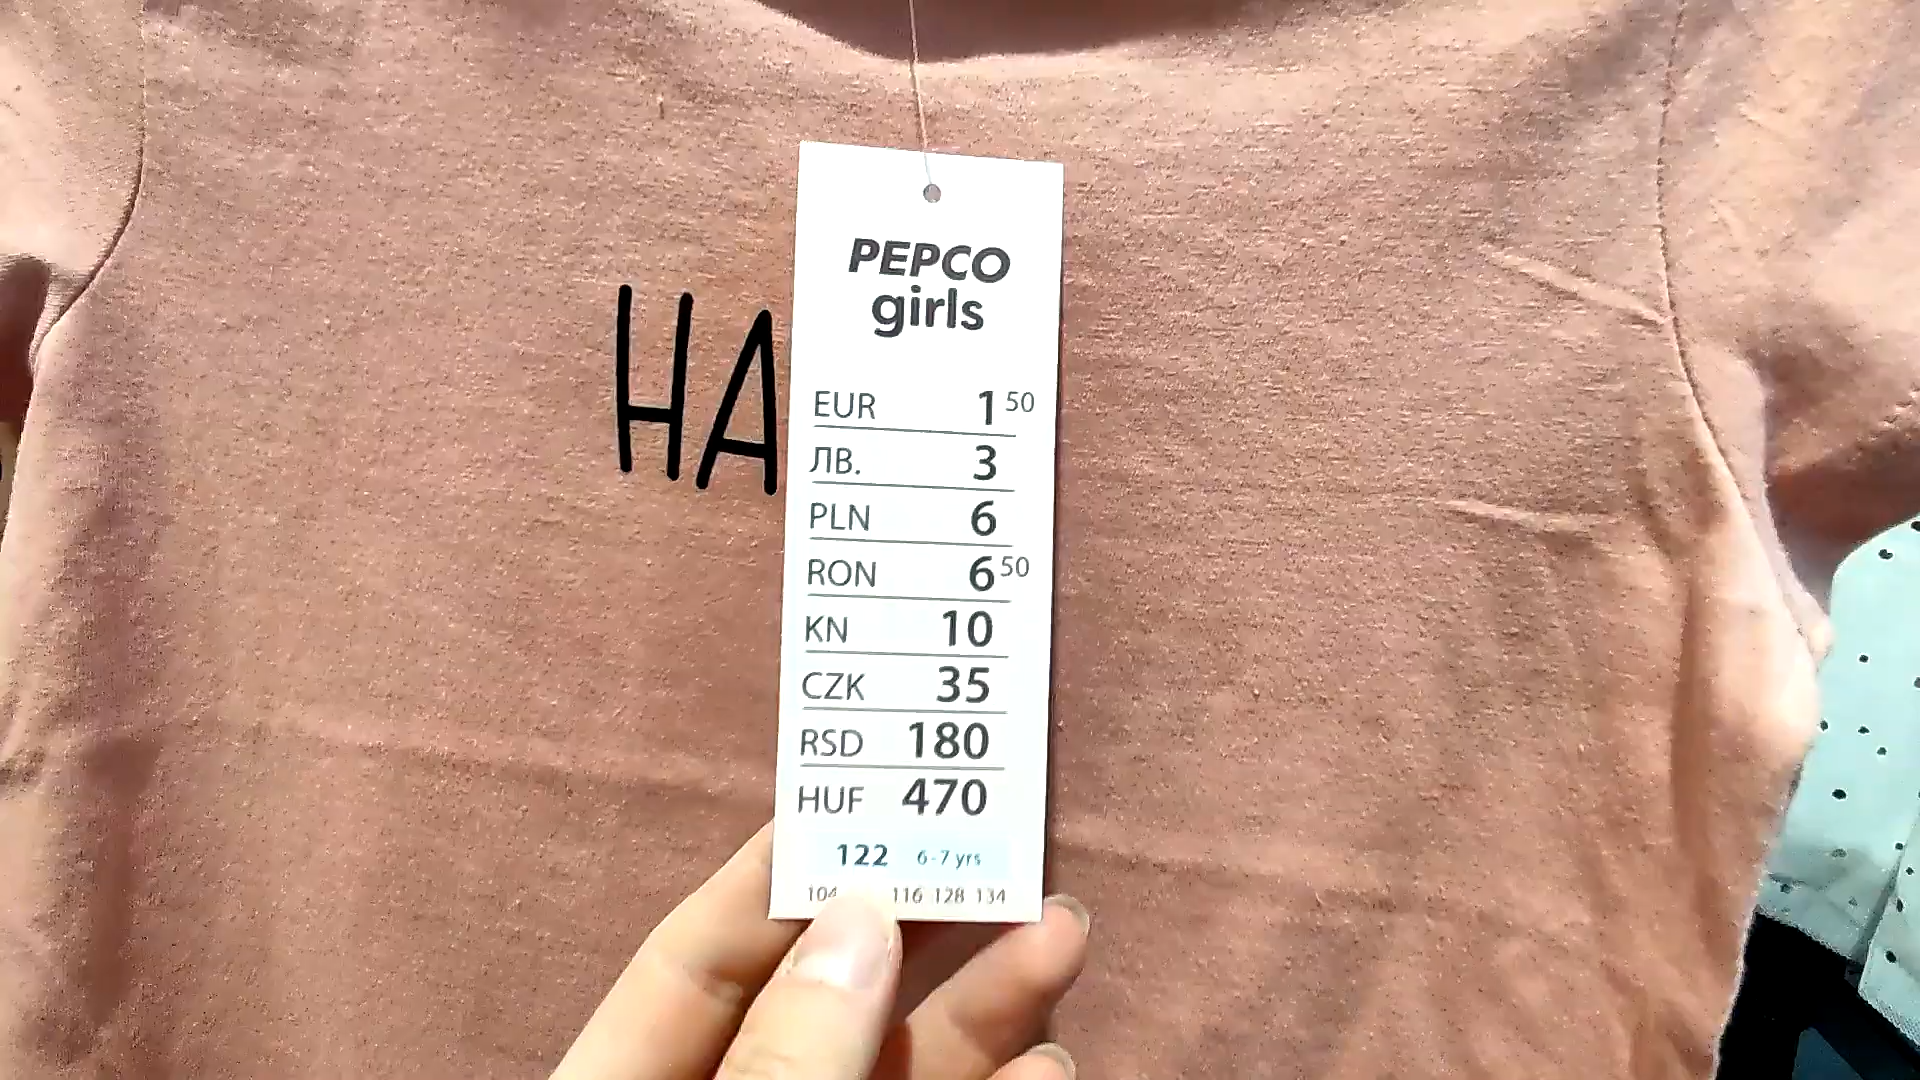 HA
PEPCO
girls
EUR 1 50
ЛВ. 3
PLN 6
RON 6 50
KN 10
CZK 35
RSD 180
HUF 470
122 6-7 yrs
104 116 128 134